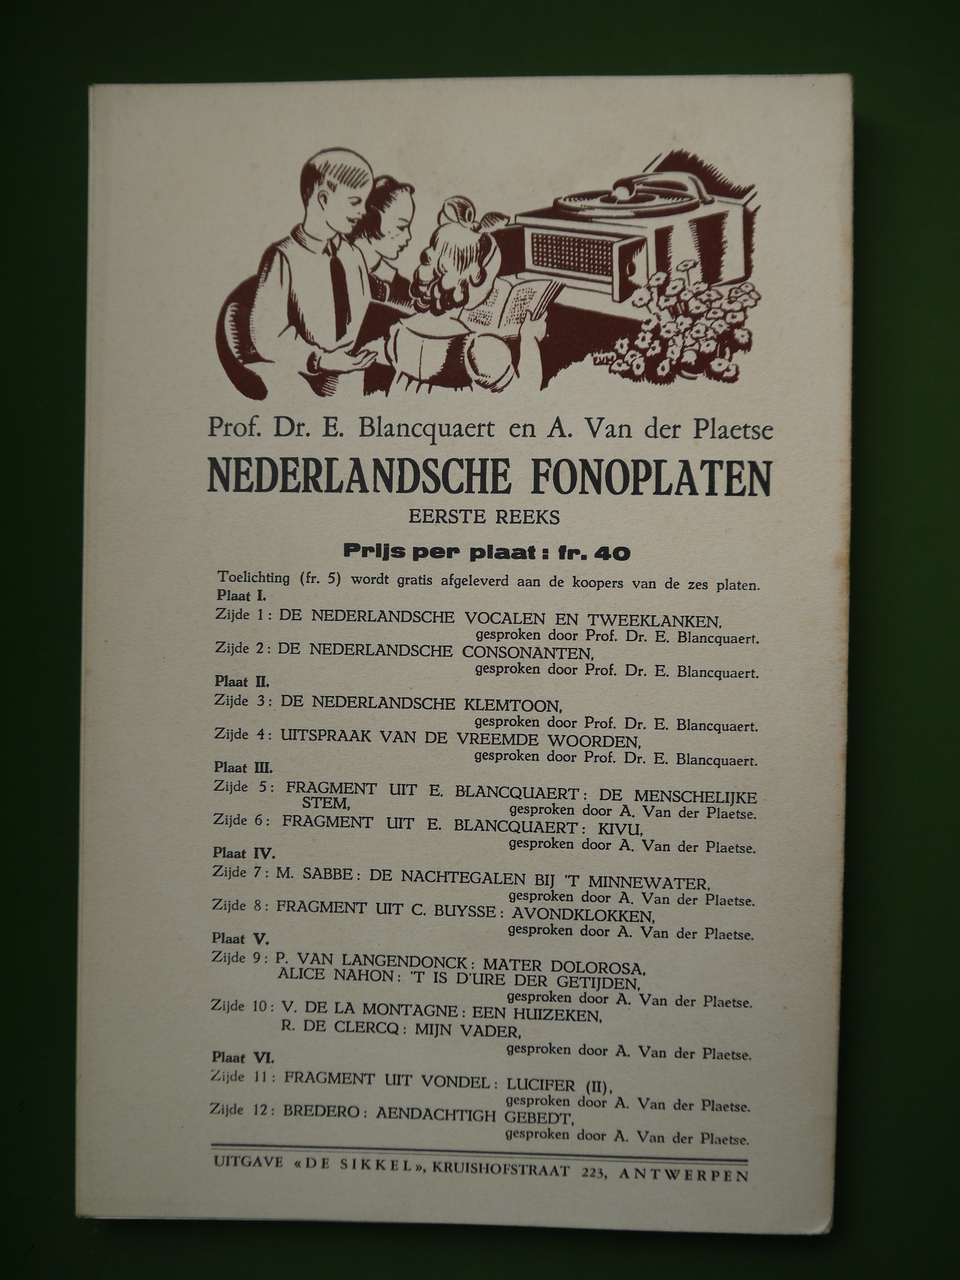 Prof. Dr. E. Blancquaert en A. Van der Plaetse
NEDERLANDSCHE FONOPLATEN
EERSTE REEKS
Prijs per plaat : fr. 40
Toelichting (fr. 5) wordt gratis afgeleverd aan de koopers van de zes platen.
Plaat I.
Zijde 1 : DE NEDERLANDSCHE VOCALEN EN TWEEKLANKEN,
gesproken door Prof. Dr. E. Blancquaert.
Zijde 2 : DE NEDERLANDSCHE CONSONANTEN,
gesproken door Prof. Dr. E. Blancquaert.
Plaat II.
Zijde 3 : DE NEDERLANDSCHE KLEMTOON,
gesproken door Prof. Dr. E. Blancquaert.
Zijde 4 : UITSPRAAK VAN DE VREEMDE WOORDEN,
gesproken door Prof. Dr. E. Blancquaert.
Plaat III.
Zijde 5 : FRAGMENT UIT E. BLANCQUAERT : DE MENSCHELIJKE
STEM, gesproken door A. Van der Plaetse.
Zijde 6 : FRAGMENT UIT E. BLANCQUAERT : KIVU,
gesproken door A. Van der Plaetse.
Plaat IV.
Zijde 7 : M. SABBE : DE NACHTEGALEN BIJ 'T MINNEWATER,
gesproken door A. Van der Plaetse.
Zijde 8 : FRAGMENT UIT C. BUYSSE : AVONDKLOKKEN,
gesproken door A. Van der Plaetse.
Plaat V.
Zijde 9 : P. VAN LANGENDONCK : MATER DOLOROSA,
ALICE NAHON : 'T IS D'URE DER GETIJDEN,
gesproken door A. Van der Plaetse.
Zijde 10 : V. DE LA MONTAGNE : EEN HUIZEKEN,
R. DE CLERCQ : MIJN VADER,
gesproken door A. Van der Plaetse.
Plaat VI.
Zijde 11 : FRAGMENT UIT VONDEL : LUCIFER (II),
gesproken door A. Van der Plaetse.
Zijde 12 : BREDERO : AENDACHTIGH GEBEDT,
gesproken door A. Van der Plaetse.
UITGAVE « DE SIKKEL », KRUISHOFSTRAAT 223, ANTWERPEN